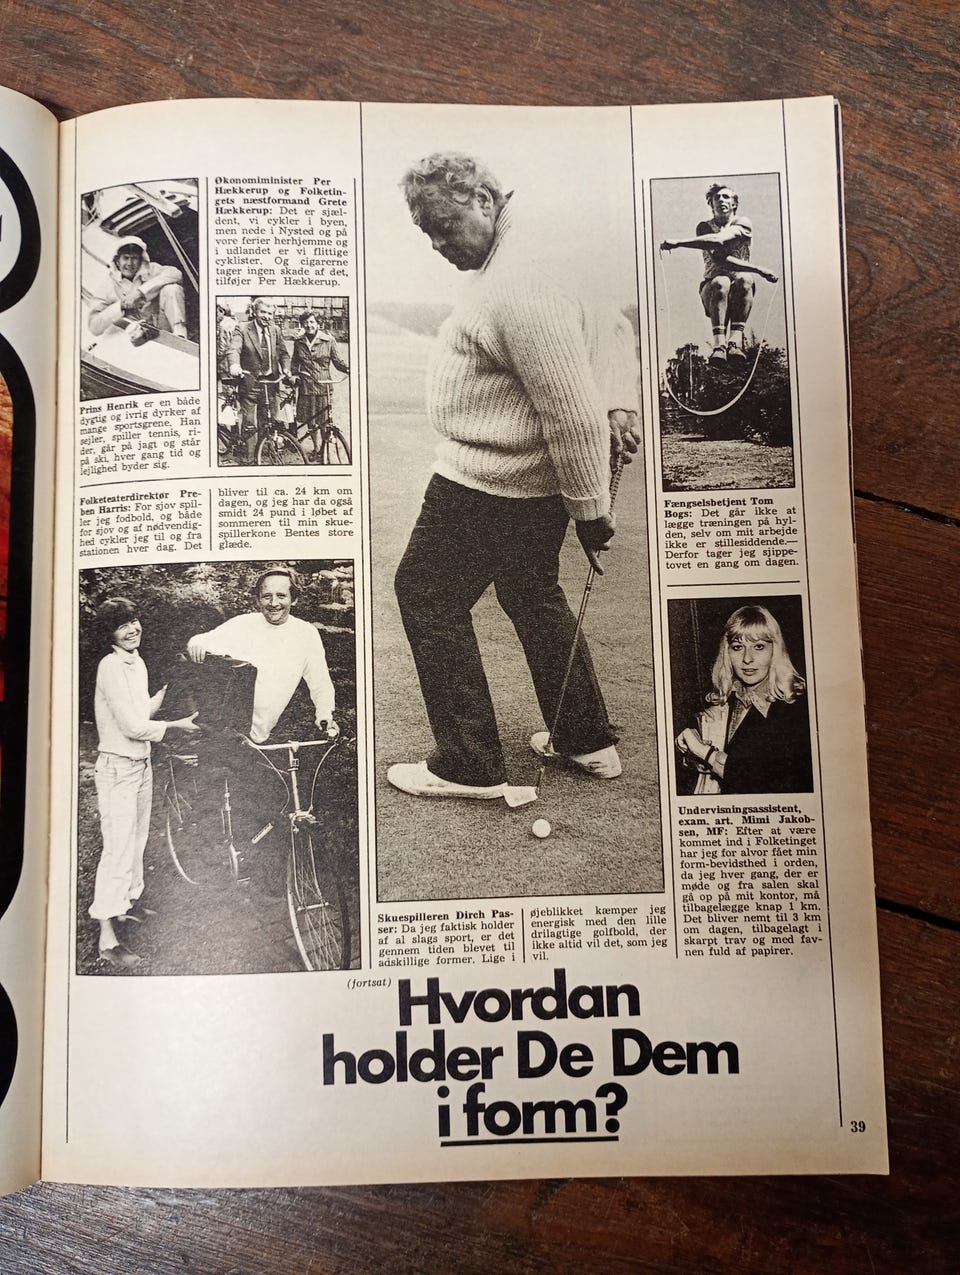 Økonomiminister Per
Hækkerup og Folketin-
gets næstformand Grete
Hækkerup: Det er sjæl-
dent, vi cykler i byen,
men nede i Nysted og på
vore ferier herhjemme og
i udlandet er vi flittige
cyklister. Og cigarerne
tager ingen skade af det,
tilføjer Per Hækkerup.
Prins Henrik er en både
dygtig og ivrig dyrker af
mange sportsgrene. Han
sejler, spiller tennis, ri-
der, går på jagt og står
på ski, hver gang tid og
lejlighed byder sig.
Folketeaterdirektør Pre-
ben Harris: For sjov spil-
ler jeg fodbold, og både
for sjov og af nødvendig-
hed cykler jeg til og fra
stationen hver dag. Det
bliver til ca. 24 km om
dagen, og jeg har da også
smidt 24 pund i løbet af
sommeren til min skue-
spillerkone Bentes store
glæde.
Skuespilleren Dirch Pas-
ser: Da jeg faktisk holder
af al slags sport, er det
gennem tiden blevet til
adskillige former. Lige i
øjeblikket kæmper jeg
energisk med den lille
drilagtige golfbold, der
ikke altid vil det, som jeg
vil.
Fængselsbetjent Tom
Bogs: Det går ikke at
lægge træningen på hyl-
den, selv om mit arbejde
ikke er stillesiddende.—
Derfor tager jeg sjippe-
tovet en gang om dagen.
Undervisningsassistent,
exam. art. Mimi Jakob-
sen, MF: Efter at være
kommet ind i Folketinget
har jeg for alvor fået min
form-bevidsthed i orden,
da jeg hver gang, der er
møde og fra salen skal
gå op på mit kontor, må
tilbagelægge knap 1 km.
Det bliver nemt til 3 km
om dagen, tilbagelagt i
skarpt trav og med fav-
nen fuld af papirer.
(fortsat)
Hvordan
holder De Dem
i form?
39